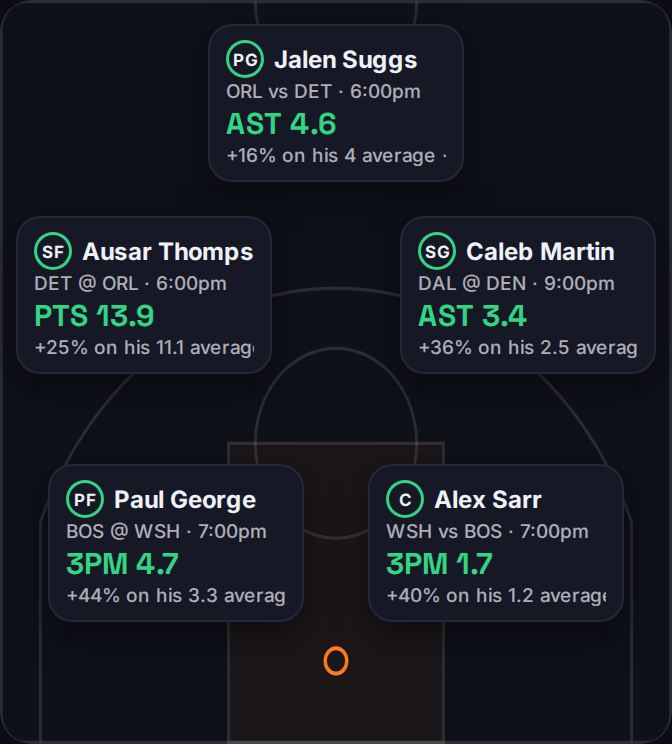 PG Jalen Suggs
ORL vs DET · 6:00pm
AST 4.6
+16% on his 4 average ·
SF Ausar Thomps
DET @ ORL · 6:00pm
PTS 13.9
+25% on his 11.1 averag
SG Caleb Martin
DAL @ DEN · 9:00pm
AST 3.4
+36% on his 2.5 averag
PF Paul George
BOS @ WSH · 7:00pm
3PM 4.7
+44% on his 3.3 averag
C Alex Sarr
WSH vs BOS · 7:00pm
3PM 1.7
+40% on his 1.2 average